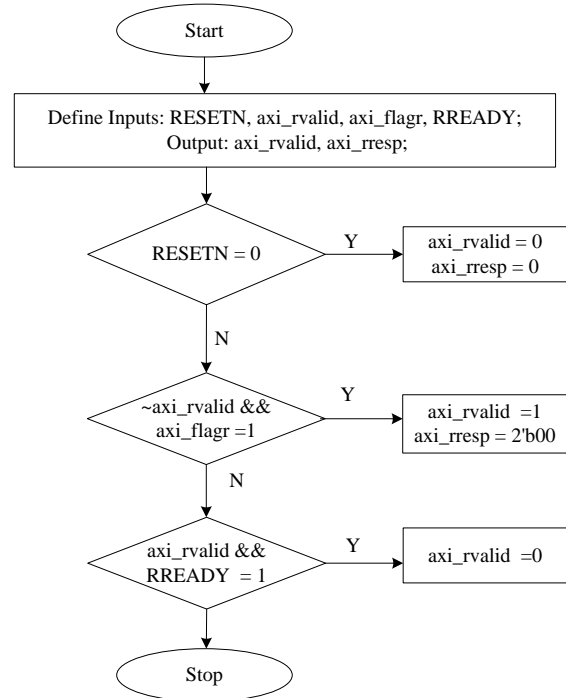 Start
Define Inputs: RESETN, axi_rvalid, axi_flagr, RREADY;
Output: axi_rvalid, axi_rresp;
RESETN = 0
Y
axi_rvalid = 0
axi_rresp = 0
N
~axi_rvalid &&
axi_flagr =1
Y
axi_rvalid =1
axi_rresp = 2'b00
N
axi_rvalid &&
RREADY = 1
Y
axi_rvalid =0
Stop